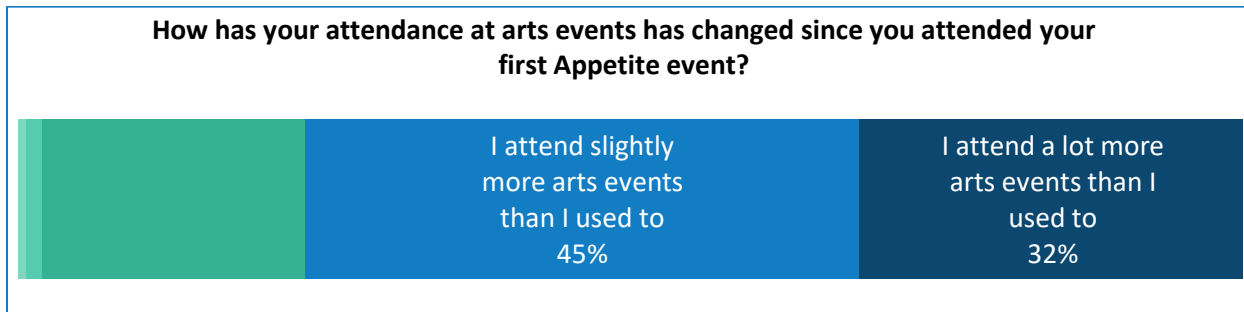 How has your attendance at arts events has changed since you attended your
first Appetite event?
I attend slightly
more arts events
than I used to
45%
I attend a lot more
arts events than I
used to
32%